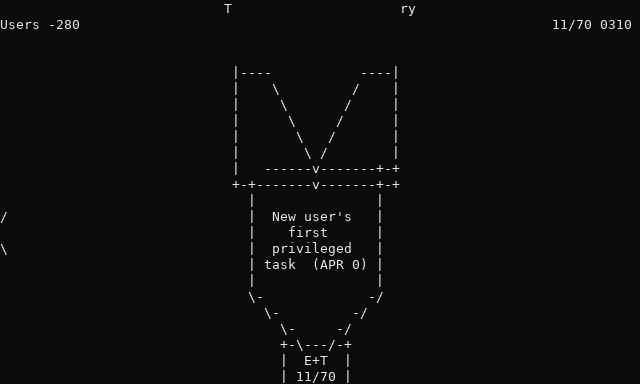 T ry
Users -280 11/70 0310
New user's
first
privileged
task (APR 0)
E+T
11/70